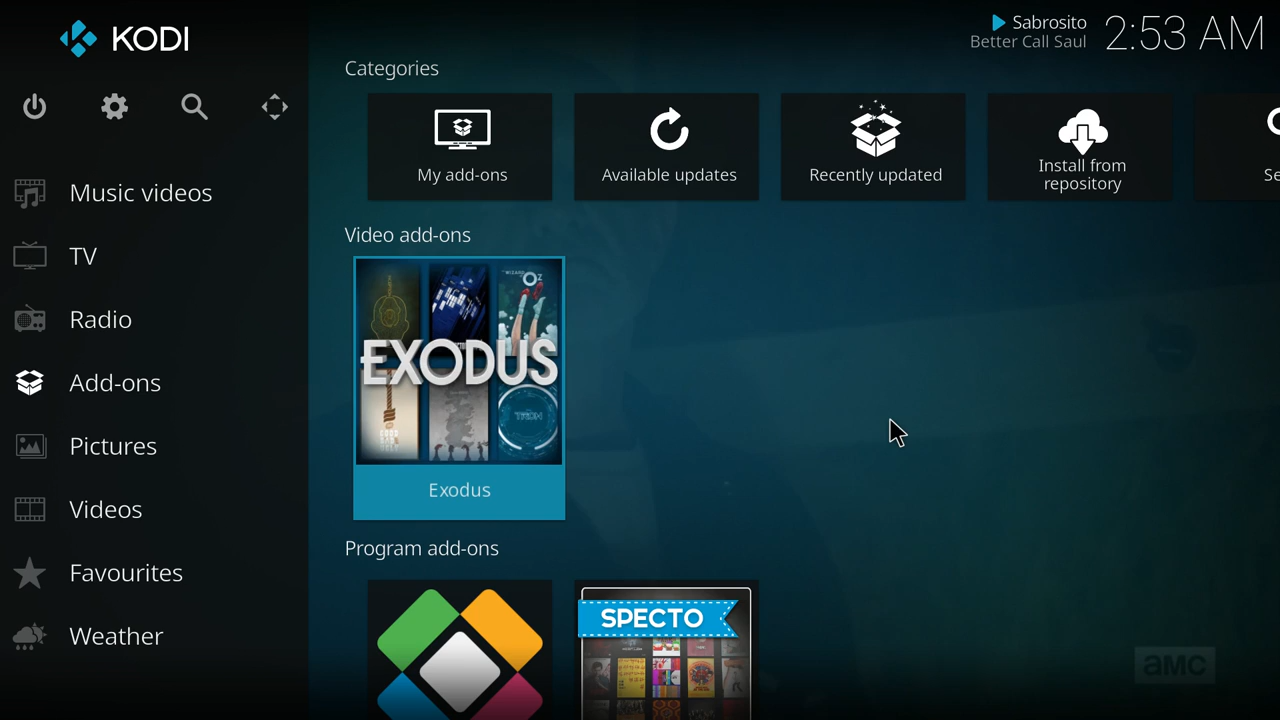 KODI
Sabrosito
Better Call Saul
2:53 AM
Categories
My add-ons
Available updates
Recently updated
Install from
repository
Se
Music videos
TV
Radio
Add-ons
Pictures
Videos
Favourites
Weather
Video add-ons
EXODUS
Exodus
Program add-ons
SPECTO
amc